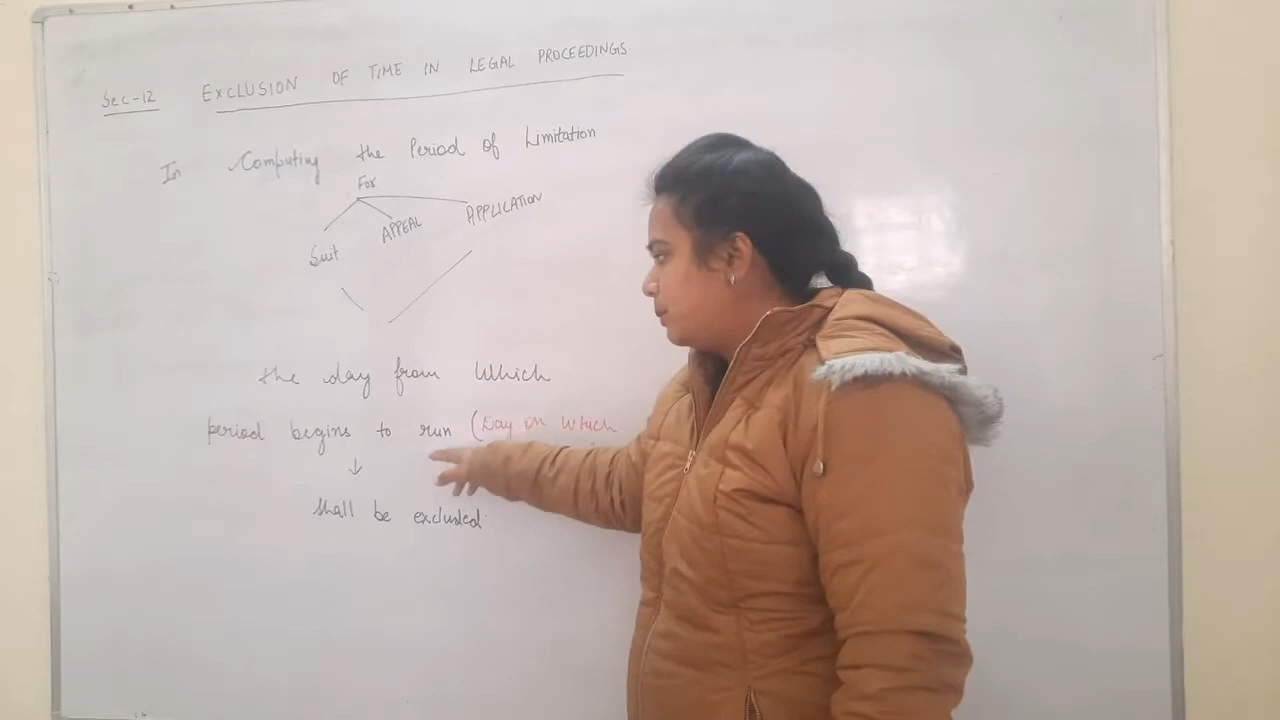 Sec-12 EXCLUSION OF TIME IN LEGAL PROCEEDINGS
In Computing the Period of Limitation
For
Suit APPEAL APPLICATION
the day from which
period begins to run (Day on which
shall be excluded